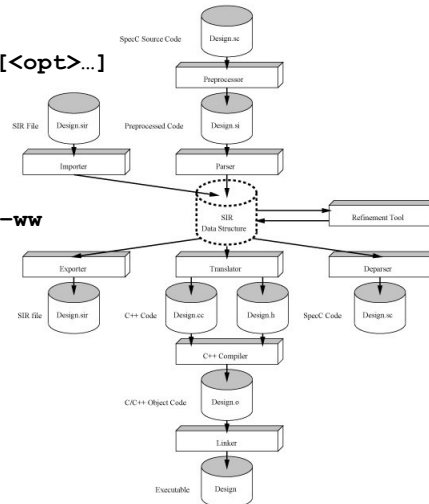 SpecC Source Code Design.sc
[<opt>…]
Preprocessor
SIR File Design.sir Preprocessed Code Design.si
Importer Parser
-ww
SIR
Data Structure
Refinement Tool
Exporter Translator Deparser
SIR file Design.sir C++ Code Design.cc Design.h SpecC Code Design.sc
C++ Compiler
C/C++ Object Code Design.o
Linker
Executable Design